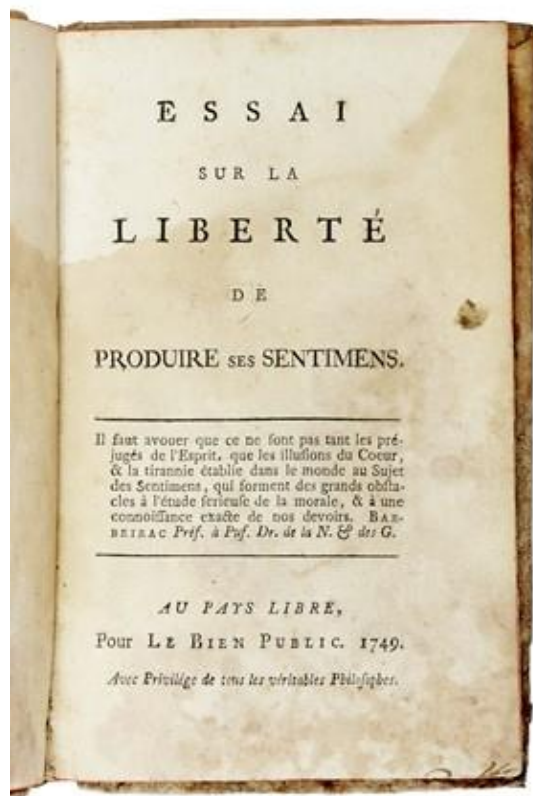 ESSAI
SUR LA
LIBERTÉ
DE
PRODUIRE SES SENTIMENS.
Il faut avouer que ce ne ſont pas tant les pré-
jugés de l'Eſprit, que les illuſions du Coeur,
& la tirannie établie dans le monde au Sujet
des Sentimens, qui forment des grands obſta-
cles à l'étude ſerieuſe de la morale, & à une
connoiſſance exacte de nos devoirs. BAR-
BEIRAC Préf. à Puf. Dr. de la N. & des G.
AU PAYS LIBRE,
Pour LE BIEN PUBLIC. 1749.
Avec Privilége de tous les véritables Philoſophes.